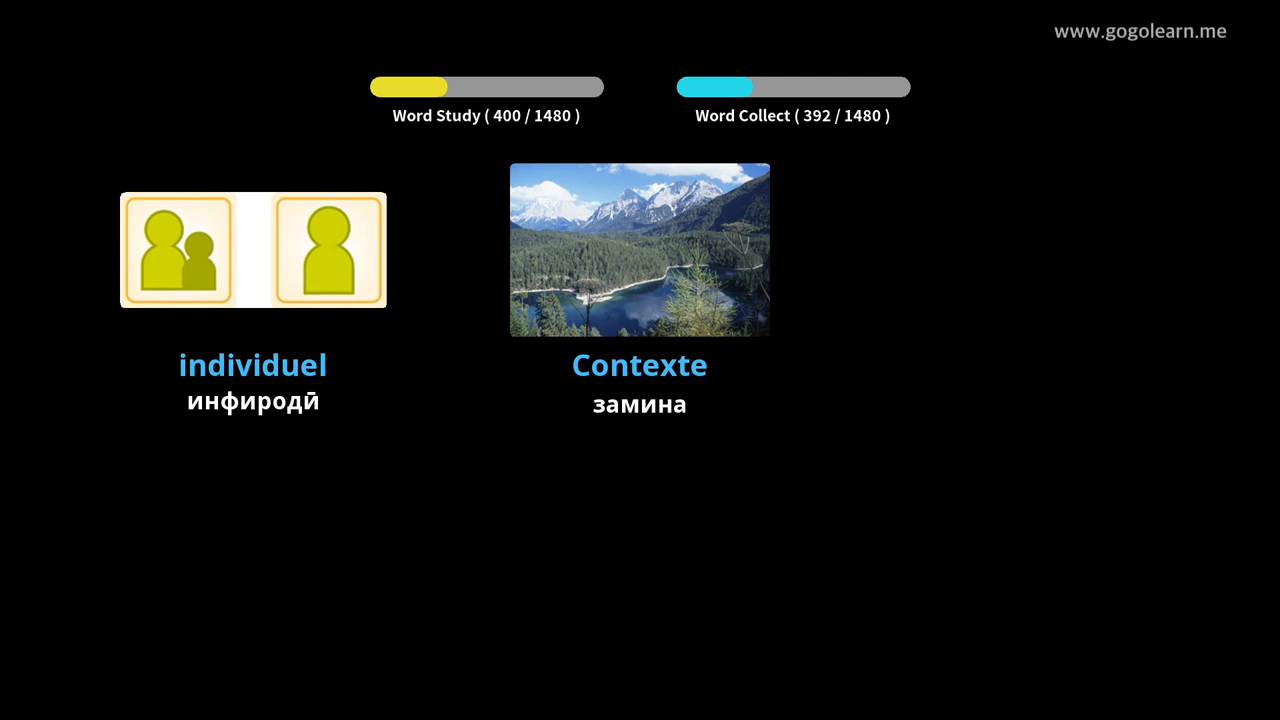 www.gogolearn.me
Word Study ( 400 / 1480 )
Word Collect ( 392 / 1480 )
individuel
инфиродӣ
Contexte
замина